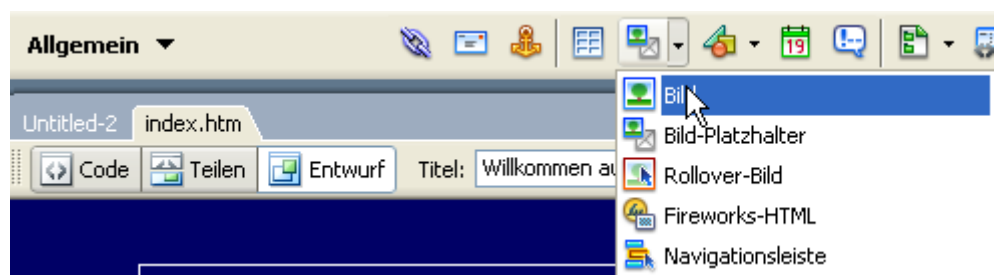 Allgemein
19
Bild
Untitled-2 index.htm
Bild-Platzhalter
Code Teilen Entwurf Titel: Willkommen au
Rollover-Bild
Fireworks-HTML
Navigationsleiste